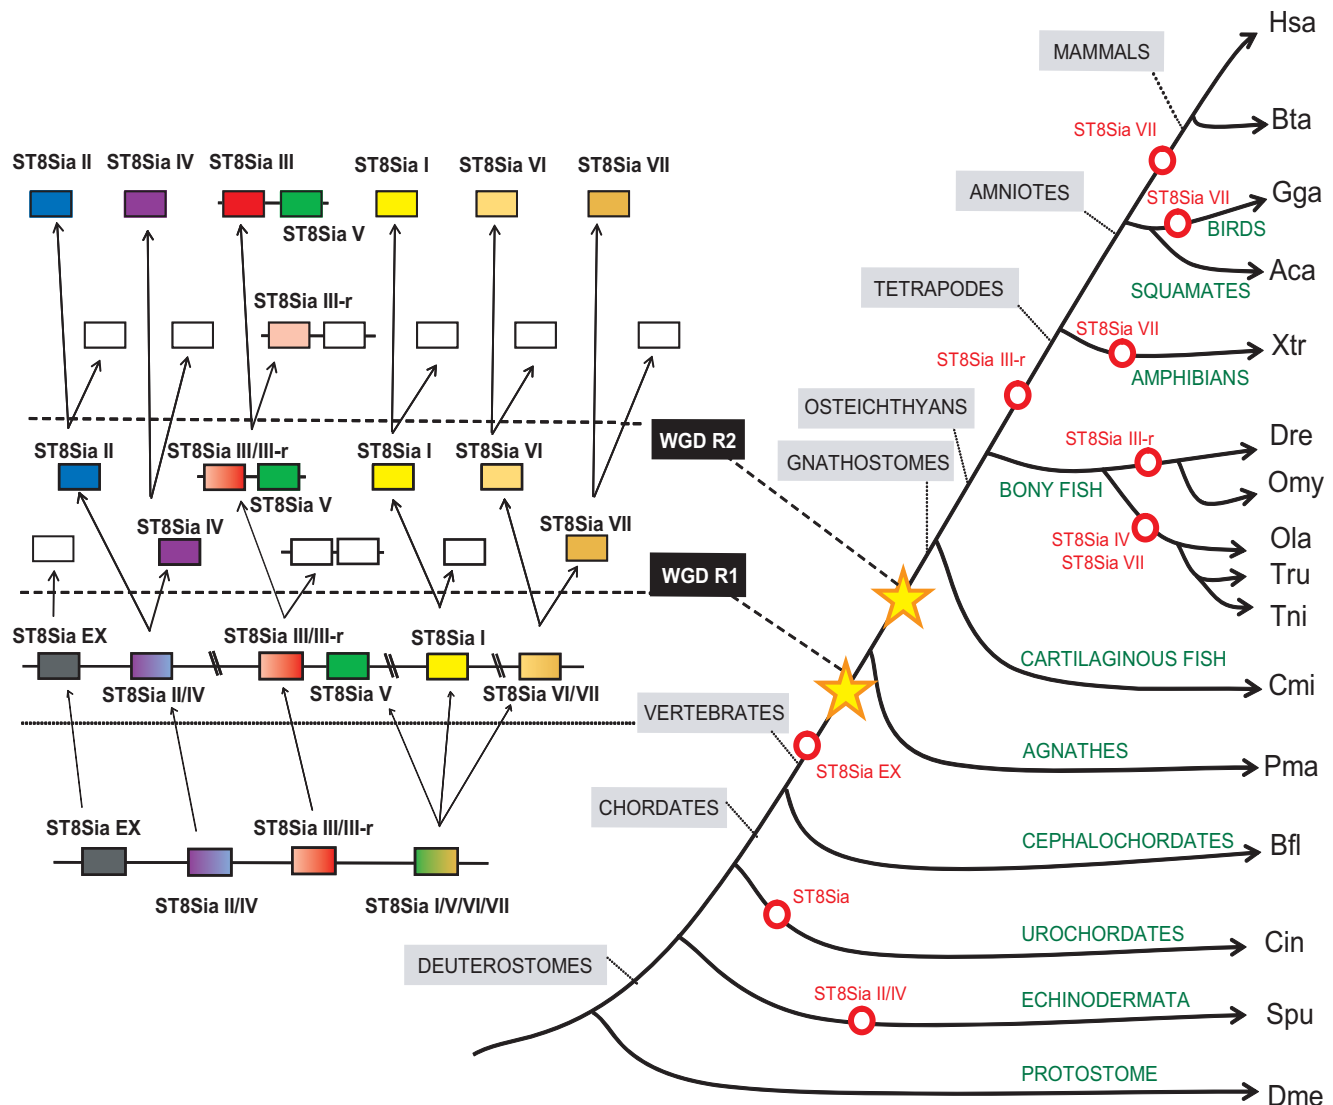 ST8Sia II
ST8Sia IV
ST8Sia III
ST8Sia I
ST8Sia VI
ST8Sia VII
ST8Sia V
ST8Sia III-r
WGD R2
ST8Sia II
ST8Sia III/III-r
ST8Sia I
ST8Sia VI
ST8Sia V
ST8Sia IV
ST8Sia VII
WGD R1
ST8Sia EX
ST8Sia III/III-r
ST8Sia I
ST8Sia II/IV
ST8Sia V
ST8Sia VI/VII
ST8Sia EX
ST8Sia III/III-r
ST8Sia II/IV
ST8Sia I/V/VI/VII
Hsa
MAMMALS
Bta
ST8Sia VII
AMNIOTES
ST8Sia VII
Gga
BIRDS
Aca
SQUAMATES
TETRAPODES
ST8Sia VII
Xtr
AMPHIBIANS
ST8Sia III-r
OSTEICHTHYANS
GNATHOSTOMES
ST8Sia III-r
Dre
BONY FISH
Omy
ST8Sia IV
ST8Sia VII
Ola
Tru
Tni
CARTILAGINOUS FISH
Cmi
VERTEBRATES
AGNATHES
Pma
ST8Sia EX
CHORDATES
CEPHALOCHORDATES
Bfl
ST8Sia
UROCHORDATES
Cin
DEUTEROSTOMES
ST8Sia II/IV
ECHINODERMATA
Spu
PROTOSTOME
Dme